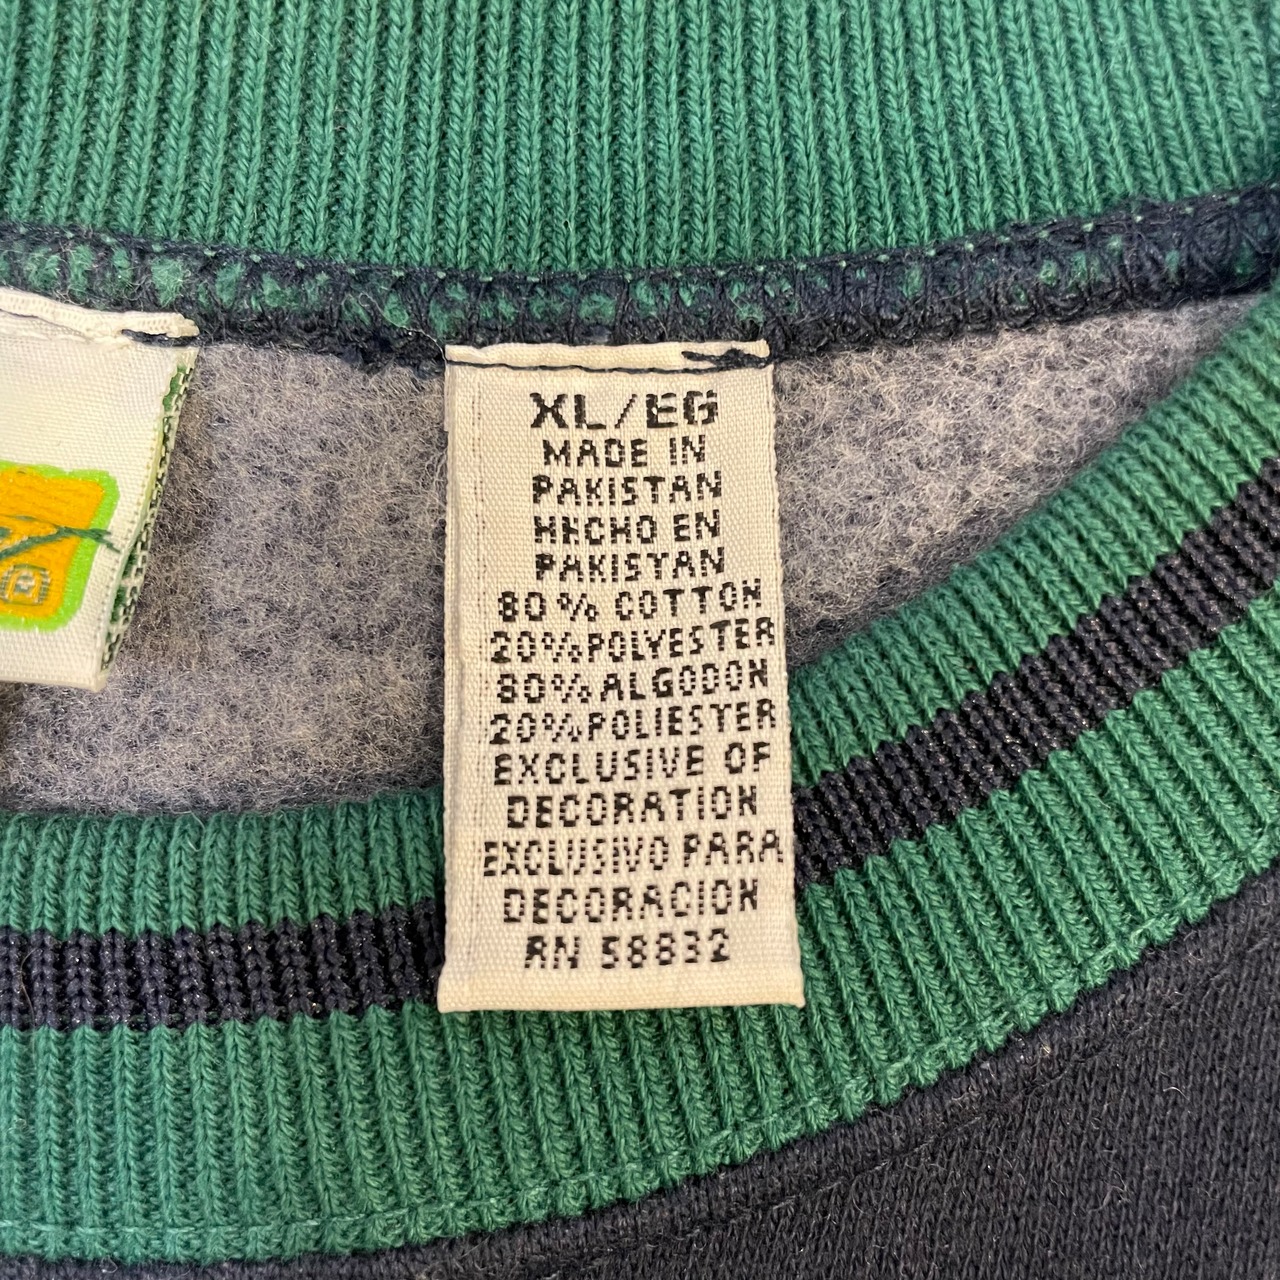 XL/EG
MADE IN
PAKISTAN
HECHO EN
PAKISTAN
80% COTTON
20% POLYESTER
80% ALGODON
20% POLIESTER
EXCLUSIVE OF
DECORATION
EXCLUSIVO PARA
DECORACION
RN 58832